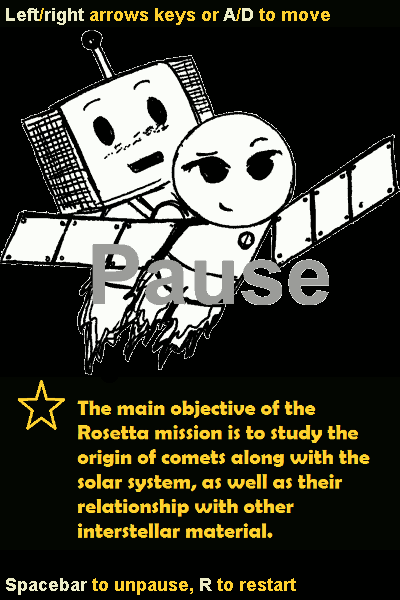 Left/right arrows keys or A/D to move
Pause
The main objective of the
Rosetta mission is to study the
origin of comets along with the
solar system, as well as their
relationship with other
interstellar material.
Spacebar to unpause, R to restart